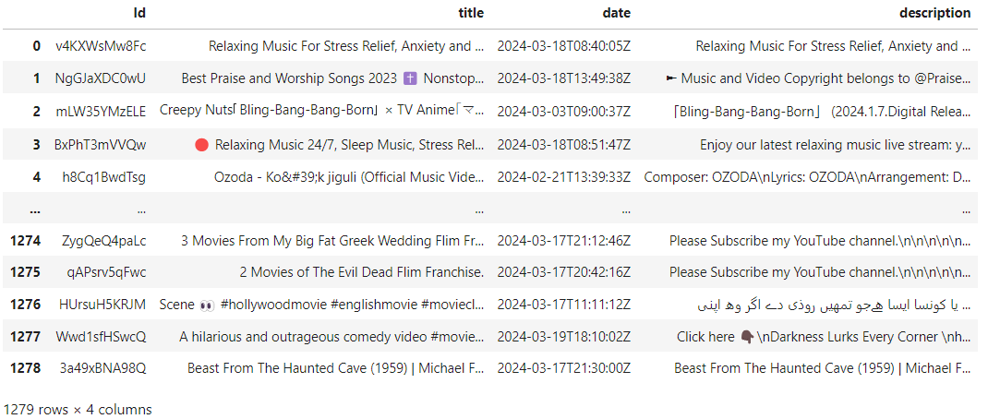 Id title date description
0 v4KXWsMw8Fc Relaxing Music For Stress Relief, Anxiety and ... 2024-03-18T08:40:05Z Relaxing Music For Stress Relief, Anxiety and ...
1 NgGJaXDC0wU Best Praise and Worship Songs 2023 ✝️ Nonstop... 2024-03-18T13:49:38Z ► Music and Video Copyright belongs to @Praise...
2 mLW35YMzELE Creepy Nuts「Bling-Bang-Bang-Born」 × TV Anime「マ... 2024-03-03T09:00:37Z 「Bling-Bang-Bang-Born」 (2024.1.7.Digital Relea...
3 BxPhT3mVVQw 🔴 Relaxing Music 24/7, Sleep Music, Stress Rel... 2024-03-18T08:51:47Z Enjoy our latest relaxing music live stream: y...
4 h8Cq1BwdTsg Ozoda - Ko&#39;k jiguli (Official Music Vide... 2024-02-21T13:39:33Z Composer: OZODA\nLyrics: OZODA\nArrangement: D...
... ... ... ... ...
1274 ZygQeQ4paLc 3 Movies From My Big Fat Greek Wedding Flim Fr... 2024-03-17T21:12:46Z Please Subscribe my YouTube channel.\n\n\n\n\n...
1275 qAPsrv5qFwc 2 Movies of The Evil Dead Flim Franchise. 2024-03-17T20:42:16Z Please Subscribe my YouTube channel.\n\n\n\n\n...
1276 HUrsuH5KRJM Scene 👀 #hollywoodmovie #englishmovie #moviecl... 2024-03-17T11:11:12Z یا کونسا ایسا ھےجو تمھیں روذی دے اگر وھ اپنی ...
1277 Wwd1sfHSwcQ A hilarious and outrageous comedy video #movie... 2024-03-19T18:10:02Z Click here 👇🏿\nDarkness Lurks Every Corner \nh...
1278 3a49xBNA98Q Beast From The Haunted Cave (1959) | Michael F... 2024-03-17T21:30:00Z Beast From The Haunted Cave (1959) | Michael F...
1279 rows × 4 columns